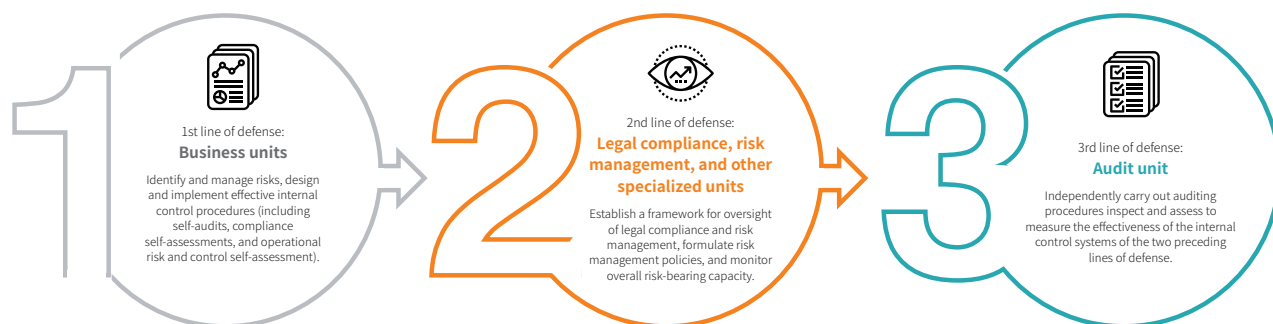 1
1st line of defense:
Business units
Identify and manage risks, design
and implement effective internal
control procedures (including
self-audits, compliance
self-assessments, and operational
risk and control self-assessment).
2
2nd line of defense:
Legal compliance, risk
management, and other
specialized units
Establish a framework for oversight
of legal compliance and risk
management, formulate risk
management policies, and monitor
overall risk-bearing capacity.
3
3rd line of defense:
Audit unit
Independently carry out auditing
procedures inspect and assess to
measure the effectiveness of the internal
control systems of the two preceding
lines of defense.